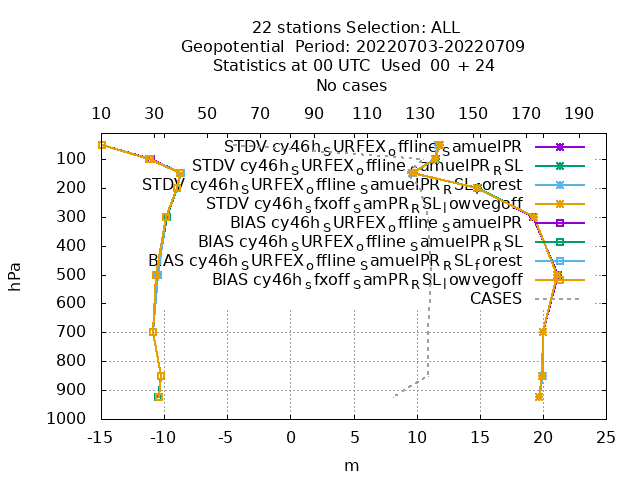 22 stations Selection: ALL
Geopotential  Period: 20220703-20220709
Statistics at 00 UTC  Used  00 + 24
No cases
10 30 50 70 90 110 130 150 170 190
STDV cy46h_SURFEX_offline_SamuelPR
100
STDV cy46h_SURFEX_offline_SamuelPR_RSL
STDV cy46h_SURFEX_offline_SamuelPR_RSL_forest
200
STDV cy46h_sfxoff_SamPR_RSL_lowvegoff
300
BIAS cy46h_SURFEX_offline_SamuelPR
400
BIAS cy46h_SURFEX_offline_SamuelPR_RSL
BIAS cy46h_SURFEX_offline_SamuelPR_RSL_forest
500
BIAS cy46h_sfxoff_SamPR_RSL_lowvegoff
600
CASES
700
800
900
1000
hPa
-15 -10 -5 0 5 10 15 20 25
m